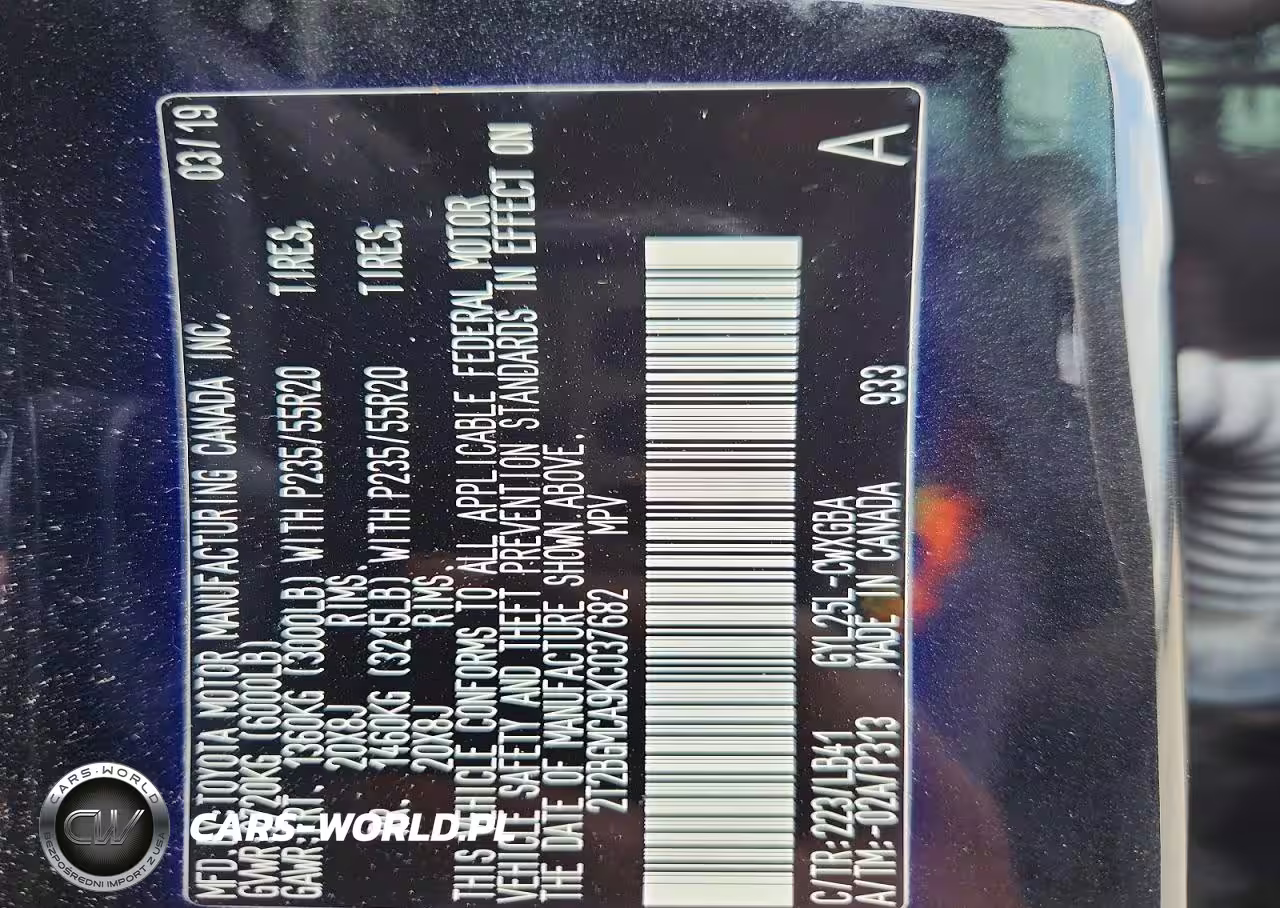 MFD. TOYOTA MOTOR MANUFACTURING CANADA INC. 03/19
GVWR 2720KG (6000LB)
GAWR: FRT. 1360KG (3000LB) WITH P235/55R20 TIRES,
20X8J RIMS.
1460KG (3215LB) WITH P235/55R20 TIRES,
20X8J RIMS.
THIS VEHICLE CONFORMS TO ALL APPLICABLE FEDERAL MOTOR
VEHICLE SAFETY AND THEFT PREVENTION STANDARDS IN EFFECT ON
THE DATE OF MANUFACTURE SHOWN ABOVE.
2T2BGMCA9KC037682 MPV
C/TR:223/LB41 GYL25L-CWXGBA
A/TM:-02A/P313 MADE IN CANADA 933
A
CARS-WORLD
CW
BEZPOŚREDNI IMPORT Z USA
CARS-WORLD.PL